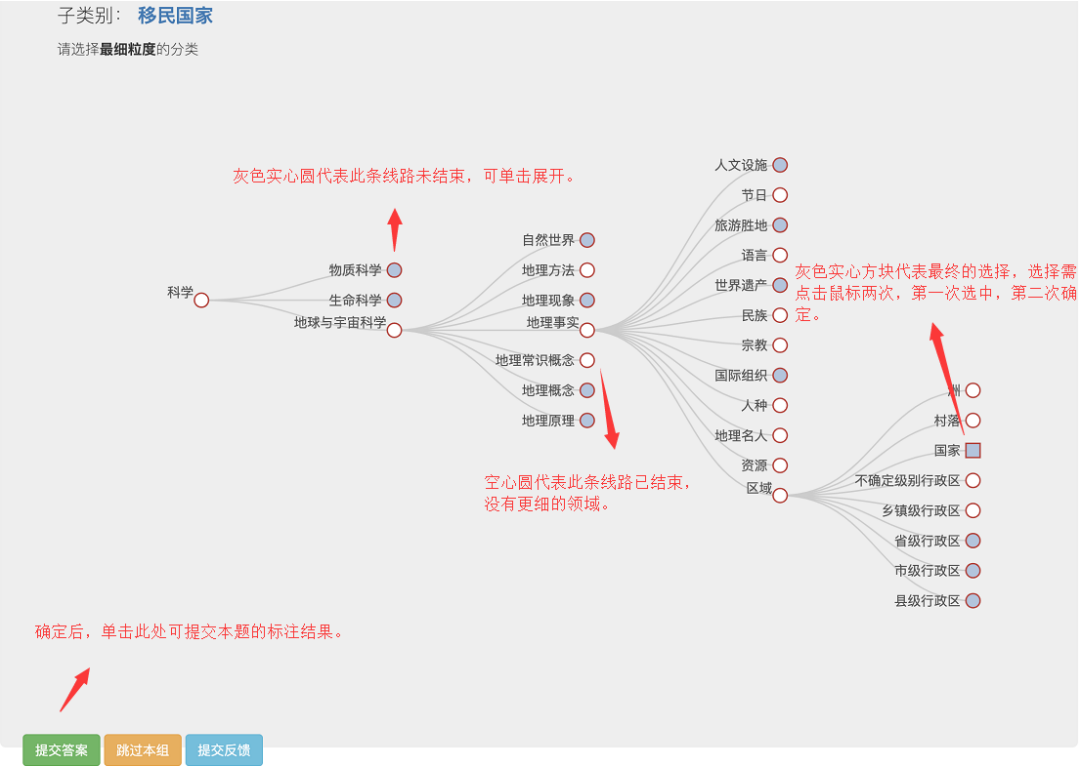 子类别： 移民国家
请选择最细粒度的分类
灰色实心圆代表此条线路未结束，可单击展开。
科学
物质科学
生命科学
地球与宇宙科学
自然世界
地理方法
地理现象
地理事实
地理常识概念
地理概念
地理原理
空心圆代表此条线路已结束，
没有更细的领域。
人文设施
节日
旅游胜地
语言
世界遗产
民族
宗教
国际组织
人种
地理名人
资源
区域
灰色实心方块代表最终的选择，选择需
点击鼠标两次，第一次选中，第二次确
定。
洲
村落
国家
不确定级别行政区
乡镇级行政区
省级行政区
市级行政区
县级行政区
确定后，单击此处可提交本题的标注结果。
提交答案 跳过本组 提交反馈